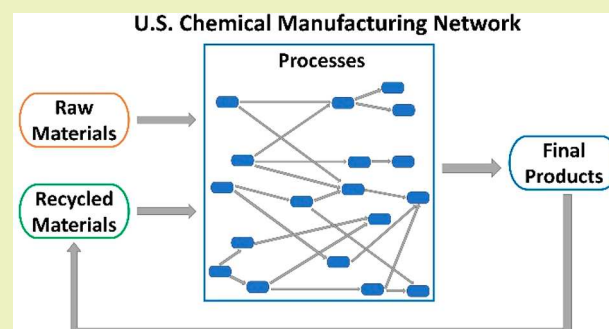 U.S. Chemical Manufacturing Network
Processes
Raw
Materials
Recycled
Materials
Final
Products